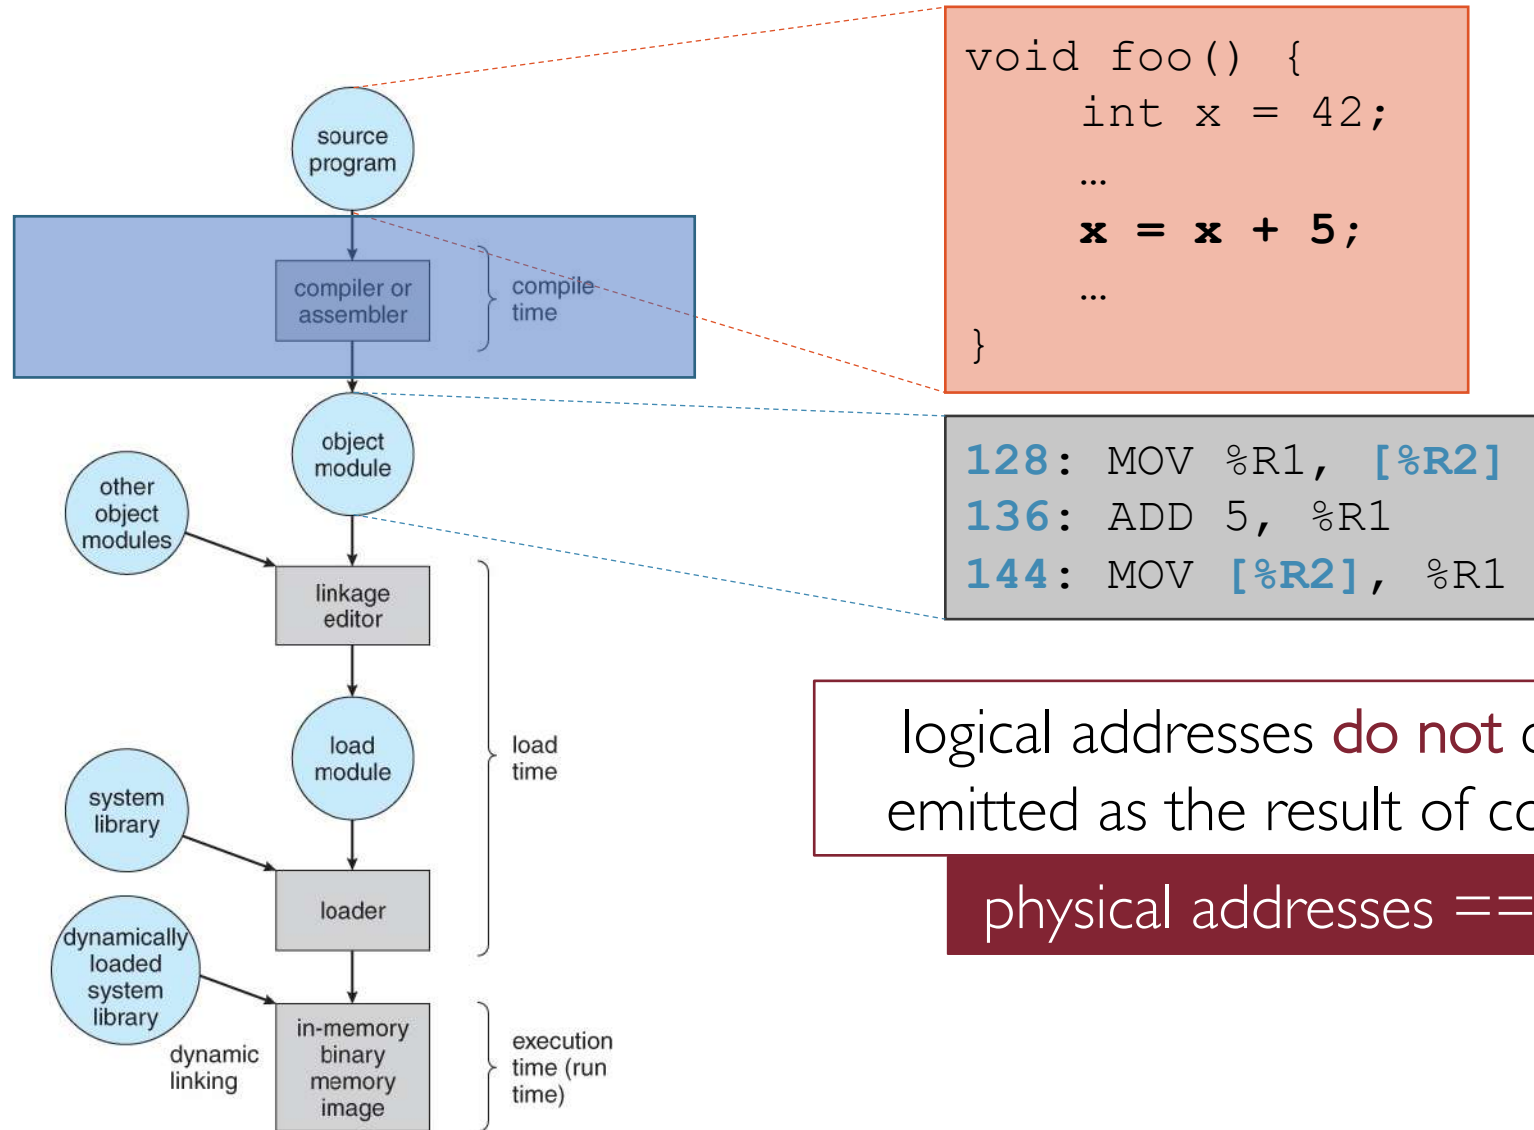 source
program
compiler or
assembler
compile
time
object
module
other
object
modules
linkage
editor
load
module
load
time
system
library
loader
dynamically
loaded
system
library
dynamic
linking
in-memory
binary
memory
image
execution
time (run
time)
void foo() {
int x = 42;
…
x = x + 5;
…
}
128: MOV %R1, [%R2]
136: ADD 5, %R1
144: MOV [%R2], %R1
logical addresses do not
emitted as the result of
physical addresses ==